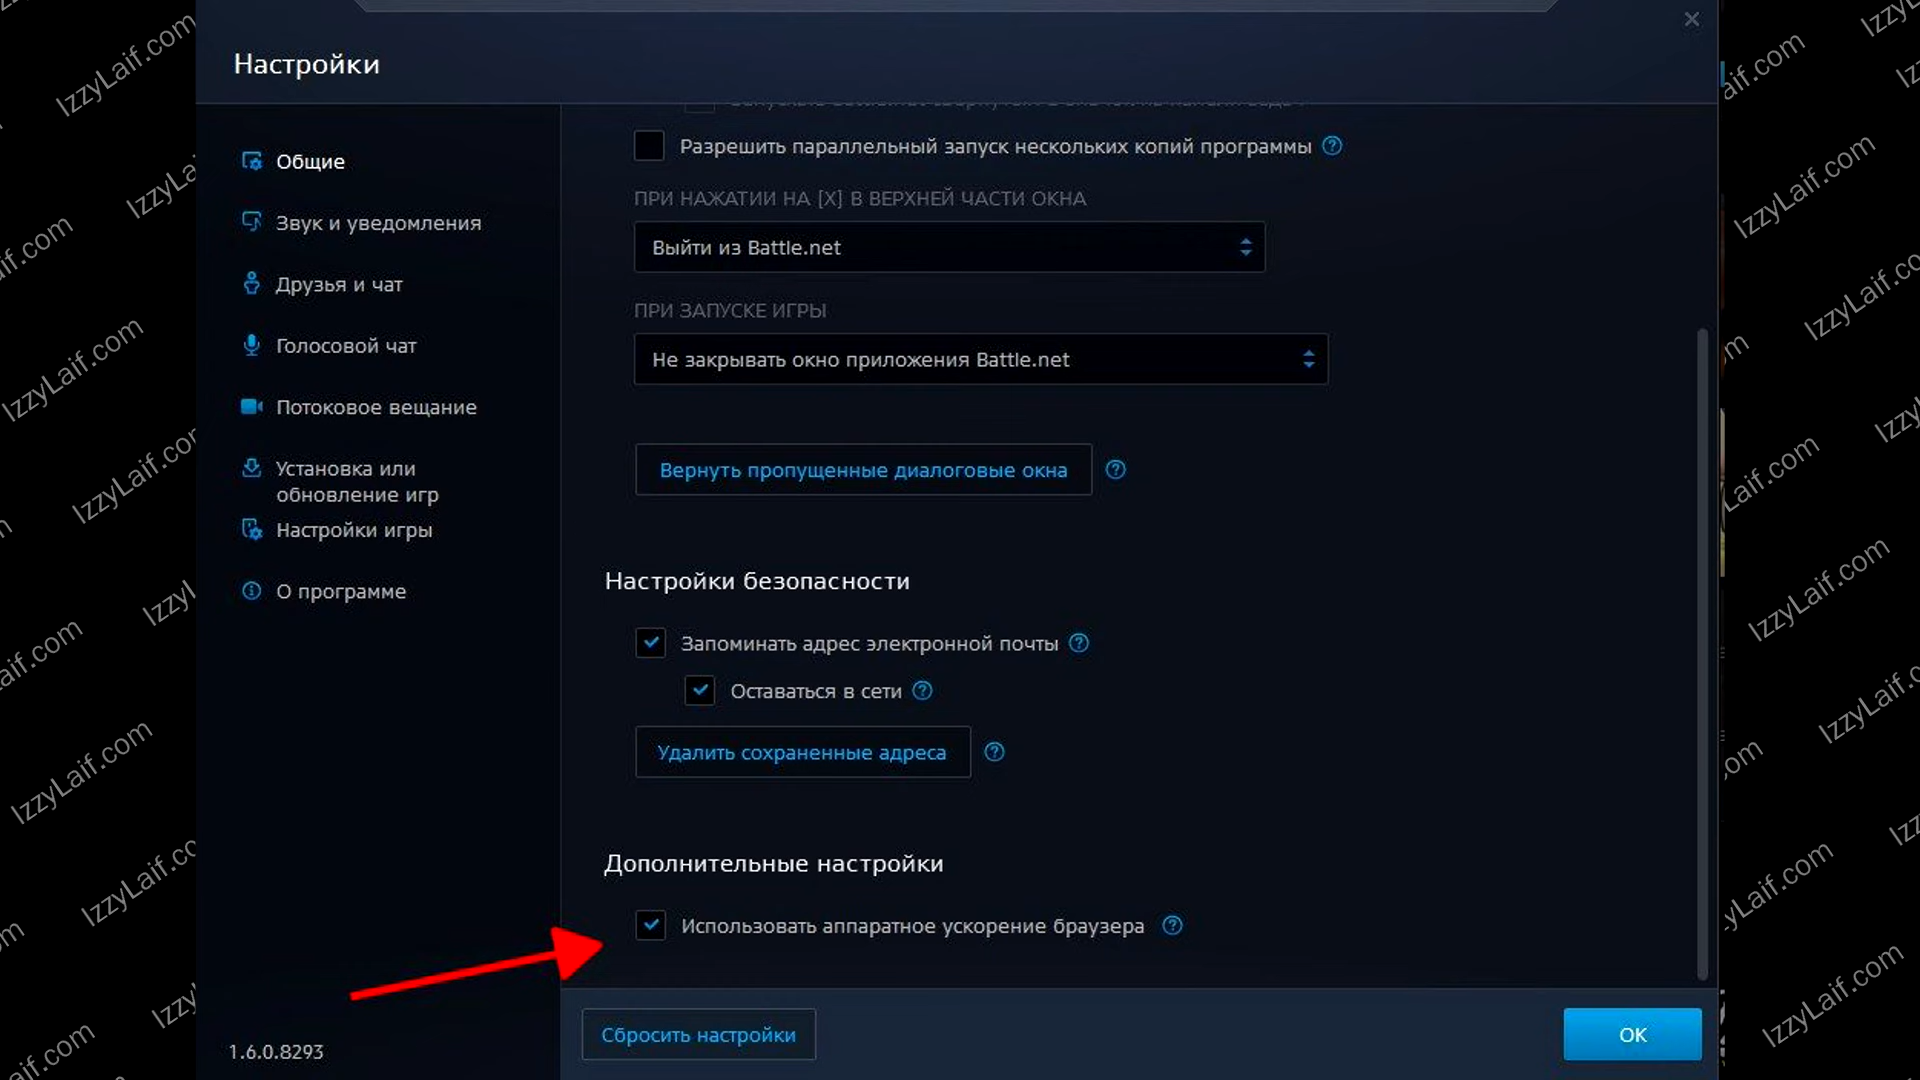 Настройки
Общие
Звук и уведомления
Друзья и чат
Голосовой чат
Потоковое вещание
Установка или
обновление игр
Настройки игры
О программе
1.6.0.8293
Разрешить параллельный запуск нескольких копий программы
ПРИ НАЖАТИИ НА [X] В ВЕРХНЕЙ ЧАСТИ ОКНА
Выйти из Battle.net
ПРИ ЗАПУСКЕ ИГРЫ
Не закрывать окно приложения Battle.net
Вернуть пропущенные диалоговые окна
Настройки безопасности
Запоминать адрес электронной почты
Оставаться в сети
Удалить сохраненные адреса
Дополнительные настройки
Использовать аппаратное ускорение браузера
Сбросить настройки
OK
IzzyLaif.com